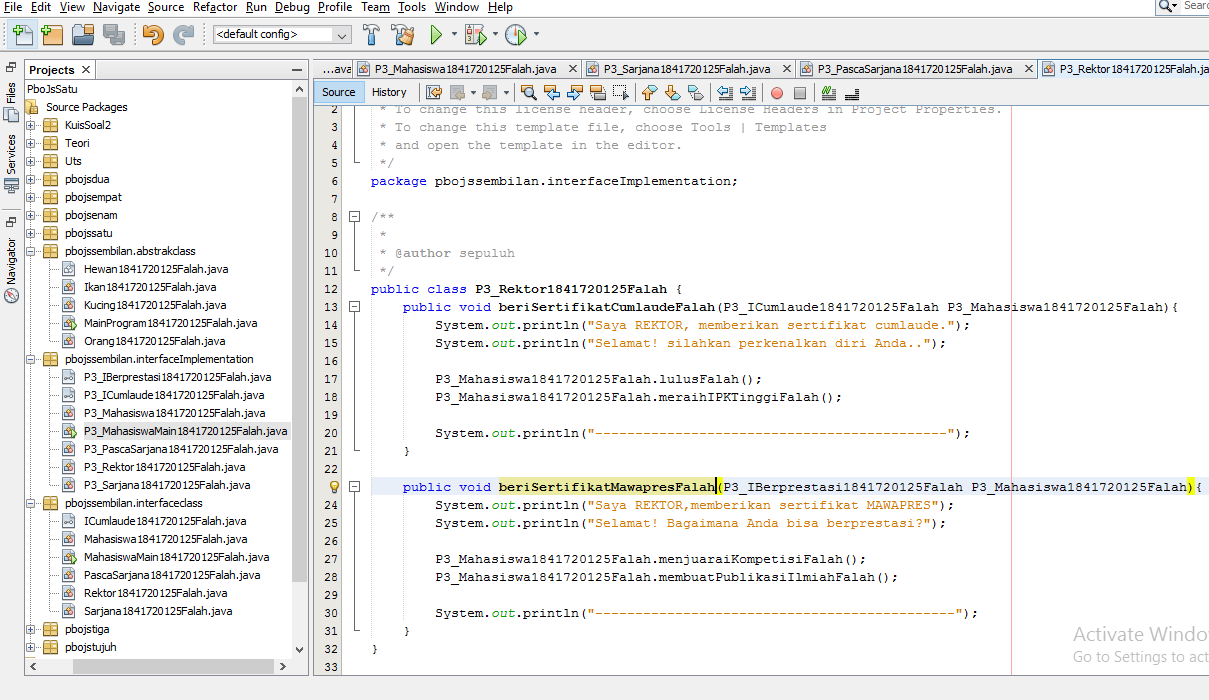 File Edit View Navigate Source Refactor Run Debug Profile Team Tools Window Help
Sear
<default config>
Projects
...ava P3_Mahasiswa1841720125Falah.java P3_Sarjana1841720125Falah.java P3_PascaSarjana1841720125Falah.java P3_Rektor1841720125Falah.ja
Files
Services
Navigator
PboJsSatu
Source Packages
KuisSoal2
Teori
Uts
pbojsdua
pbojsempat
pbojsenam
pbojssatu
pbojssembilan.abstrakclass
Hewan1841720125Falah.java
Ikan1841720125Falah.java
Kucing1841720125Falah.java
MainProgram1841720125Falah.java
Orang1841720125Falah.java
pbojssembilan.interfaceImplementation
P3_IBerprestasi1841720125Falah.java
P3_ICumlaude1841720125Falah.java
P3_Mahasiswa1841720125Falah.java
P3_MahasiswaMain1841720125Falah.java
P3_PascaSarjana1841720125Falah.java
P3_Rektor1841720125Falah.java
P3_Sarjana1841720125Falah.java
pbojssembilan.interfaceclass
ICumlaude1841720125Falah.java
Mahasiswa1841720125Falah.java
MahasiswaMain1841720125Falah.java
PascaSarjana1841720125Falah.java
Rektor1841720125Falah.java
Sarjana1841720125Falah.java
pbojstiga
pbojstujuh
Source History
2 * To change this license header, choose License Headers in Project Properties.
3 * To change this template file, choose Tools | Templates
4 * and open the template in the editor.
5 */
6 package pbojssembilan.interfaceImplementation;
7
8 /**
9 *
10 * @author sepuluh
11 */
12 public class P3_Rektor1841720125Falah {
13 public void beriSertifikatCumlaudeFalah(P3_ICumlaude1841720125Falah P3_Mahasiswa1841720125Falah){
14 System.out.println("Saya REKTOR, memberikan sertifikat cumlaude.");
15 System.out.println("Selamat! silahkan perkenalkan diri Anda..");
16
17 P3_Mahasiswa1841720125Falah.lulusFalah();
18 P3_Mahasiswa1841720125Falah.meraihIPKTinggiFalah();
19
20 System.out.println("--------------------------------------------");
21 }
22
public void beriSertifikatMawapresFalah(P3_IBerprestasi1841720125Falah P3_Mahasiswa1841720125Falah){
24 System.out.println("Saya REKTOR,memberikan sertifikat MAWAPRES");
25 System.out.println("Selamat! Bagaimana Anda bisa berprestasi?");
26
27 P3_Mahasiswa1841720125Falah.menjuaraiKompetisiFalah();
28 P3_Mahasiswa1841720125Falah.membuatPublikasiIlmiahFalah();
29
30 System.out.println("---------------------------------------------");
31 }
32 }
33
Activate Windo
Go to Settings to act